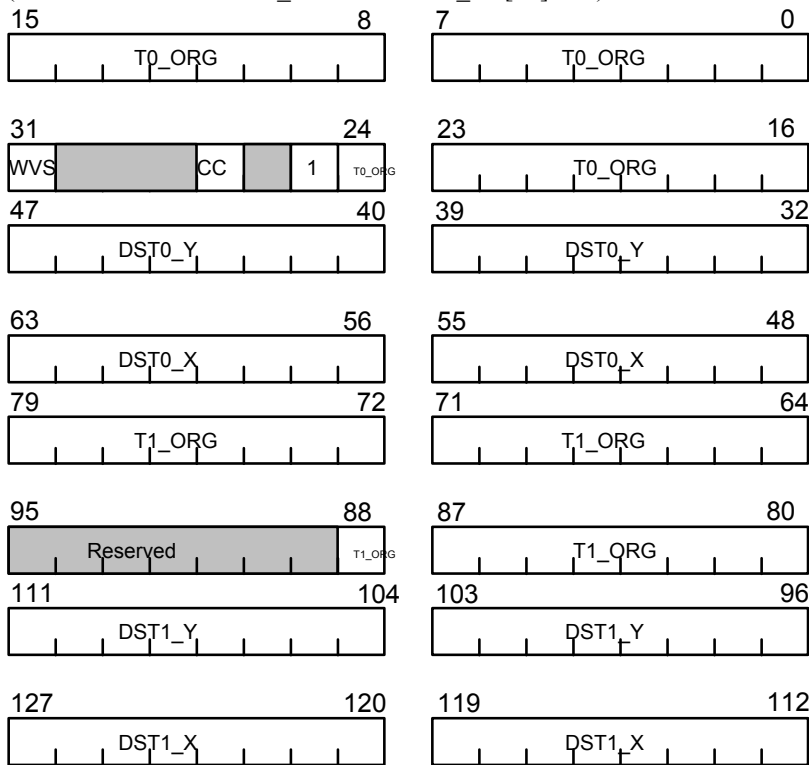 15 8 7 0
T0_ORG T0_ORG
31 24 23 16
WVS CC 1 T0_ORG T0_ORG
47 40 39 32
DST0_Y DST0_Y
63 56 55 48
DST0_X DST0_X
79 72 71 64
T1_ORG T1_ORG
95 88 87 80
Reserved T1_ORG T1_ORG
111 104 103 96
DST1_Y DST1_Y
127 120 119 112
DST1_X DST1_X